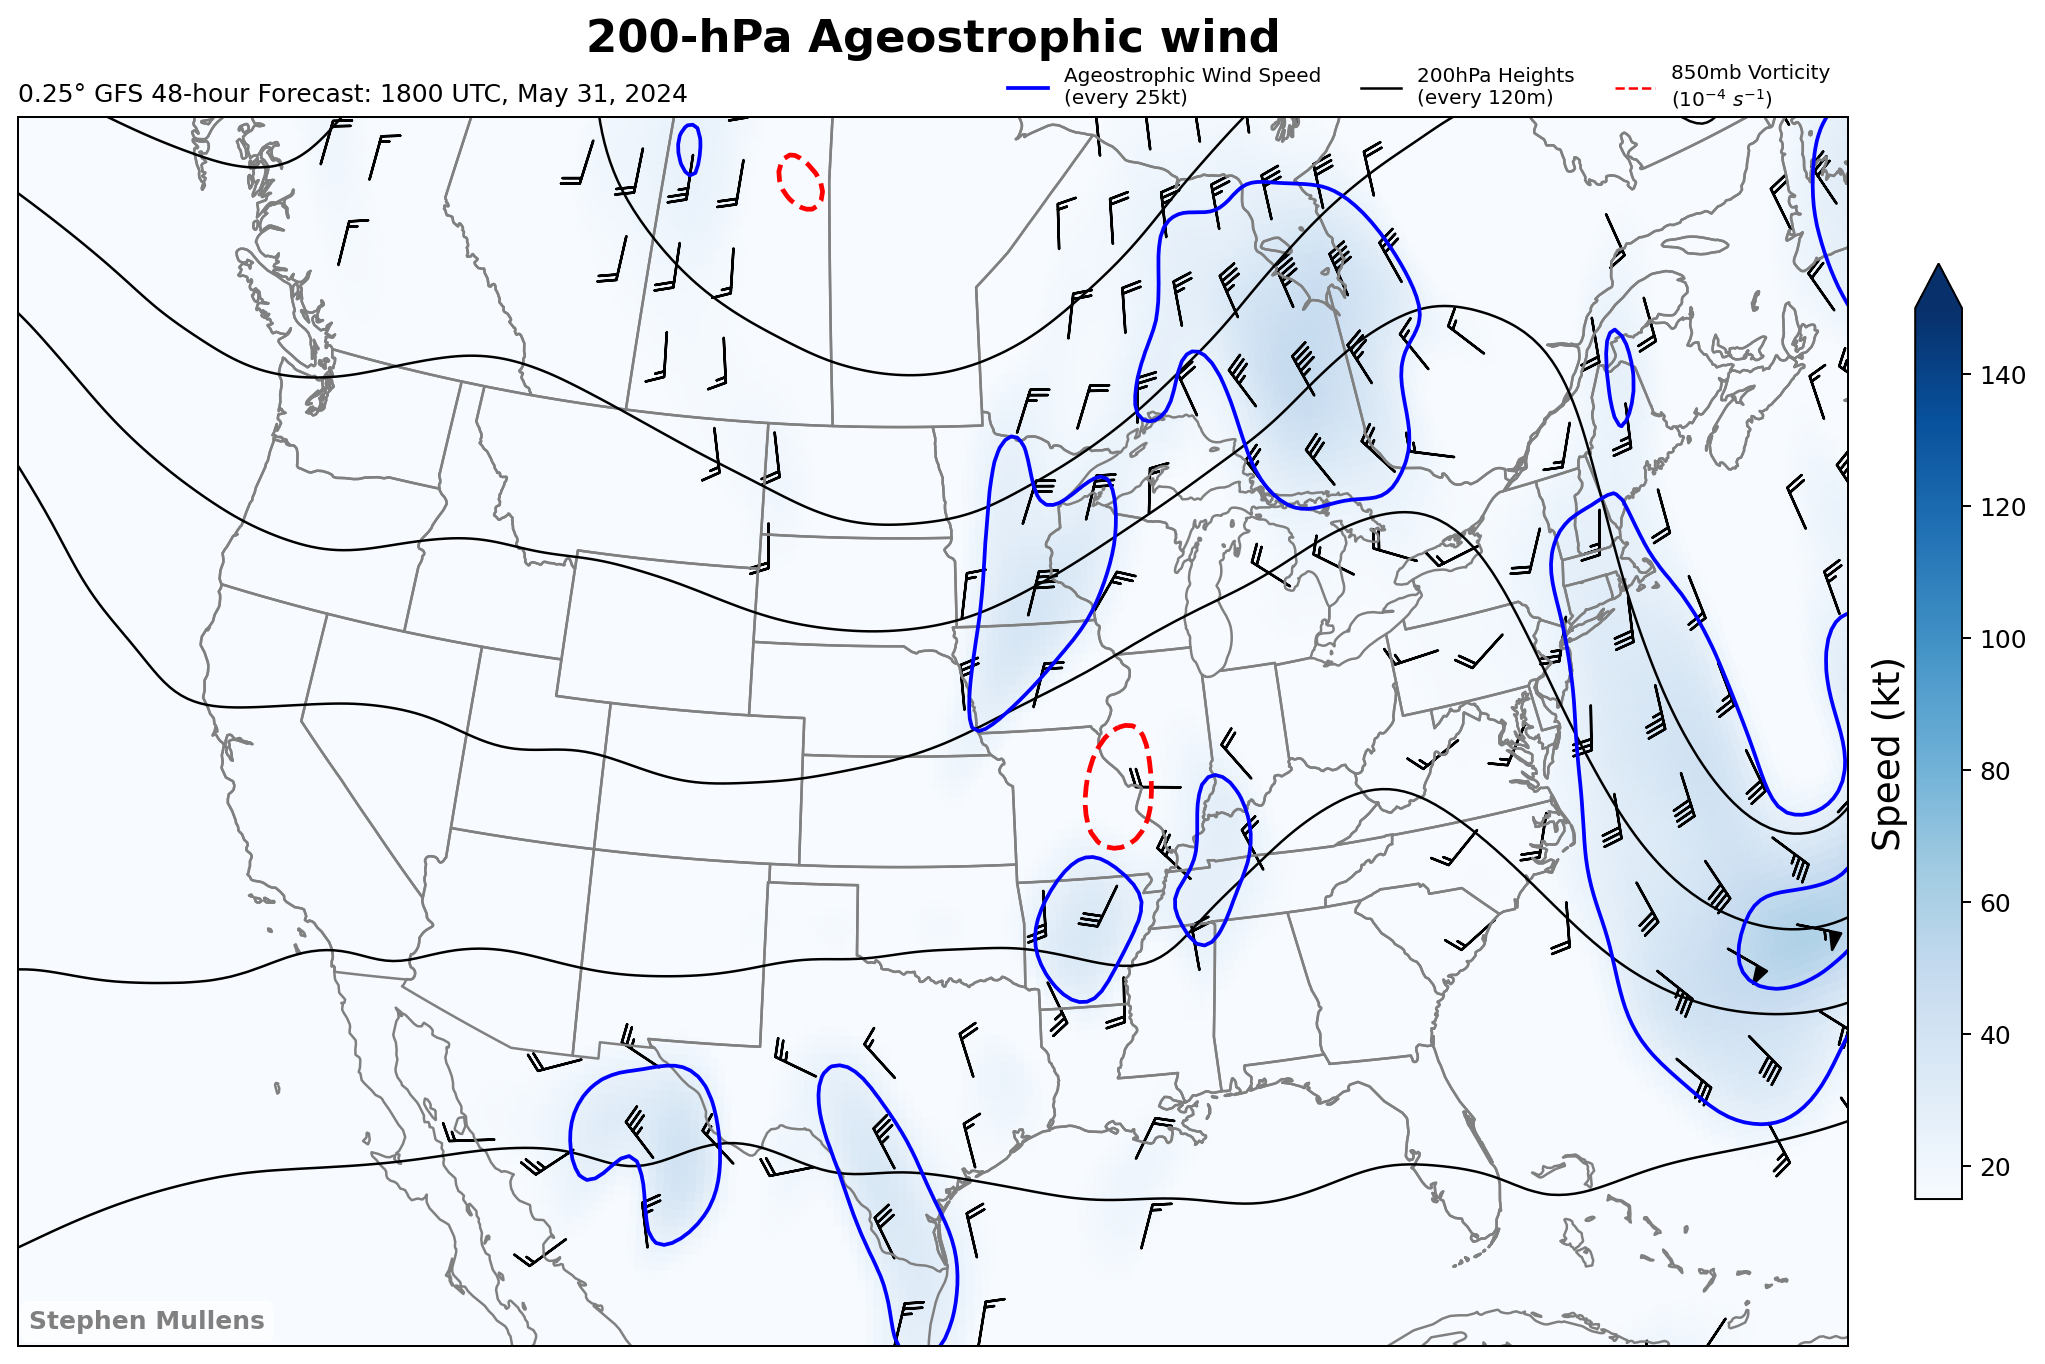 200-hPa Ageostrophic wind
0.25° GFS 48-hour Forecast: 1800 UTC, May 31, 2024
Ageostrophic Wind Speed
(every 25kt)
200hPa Heights
(every 120m)
850mb Vorticity
(10⁻⁴ s⁻¹)
140
120
100
80
60
40
20
Speed (kt)
Stephen Mullens